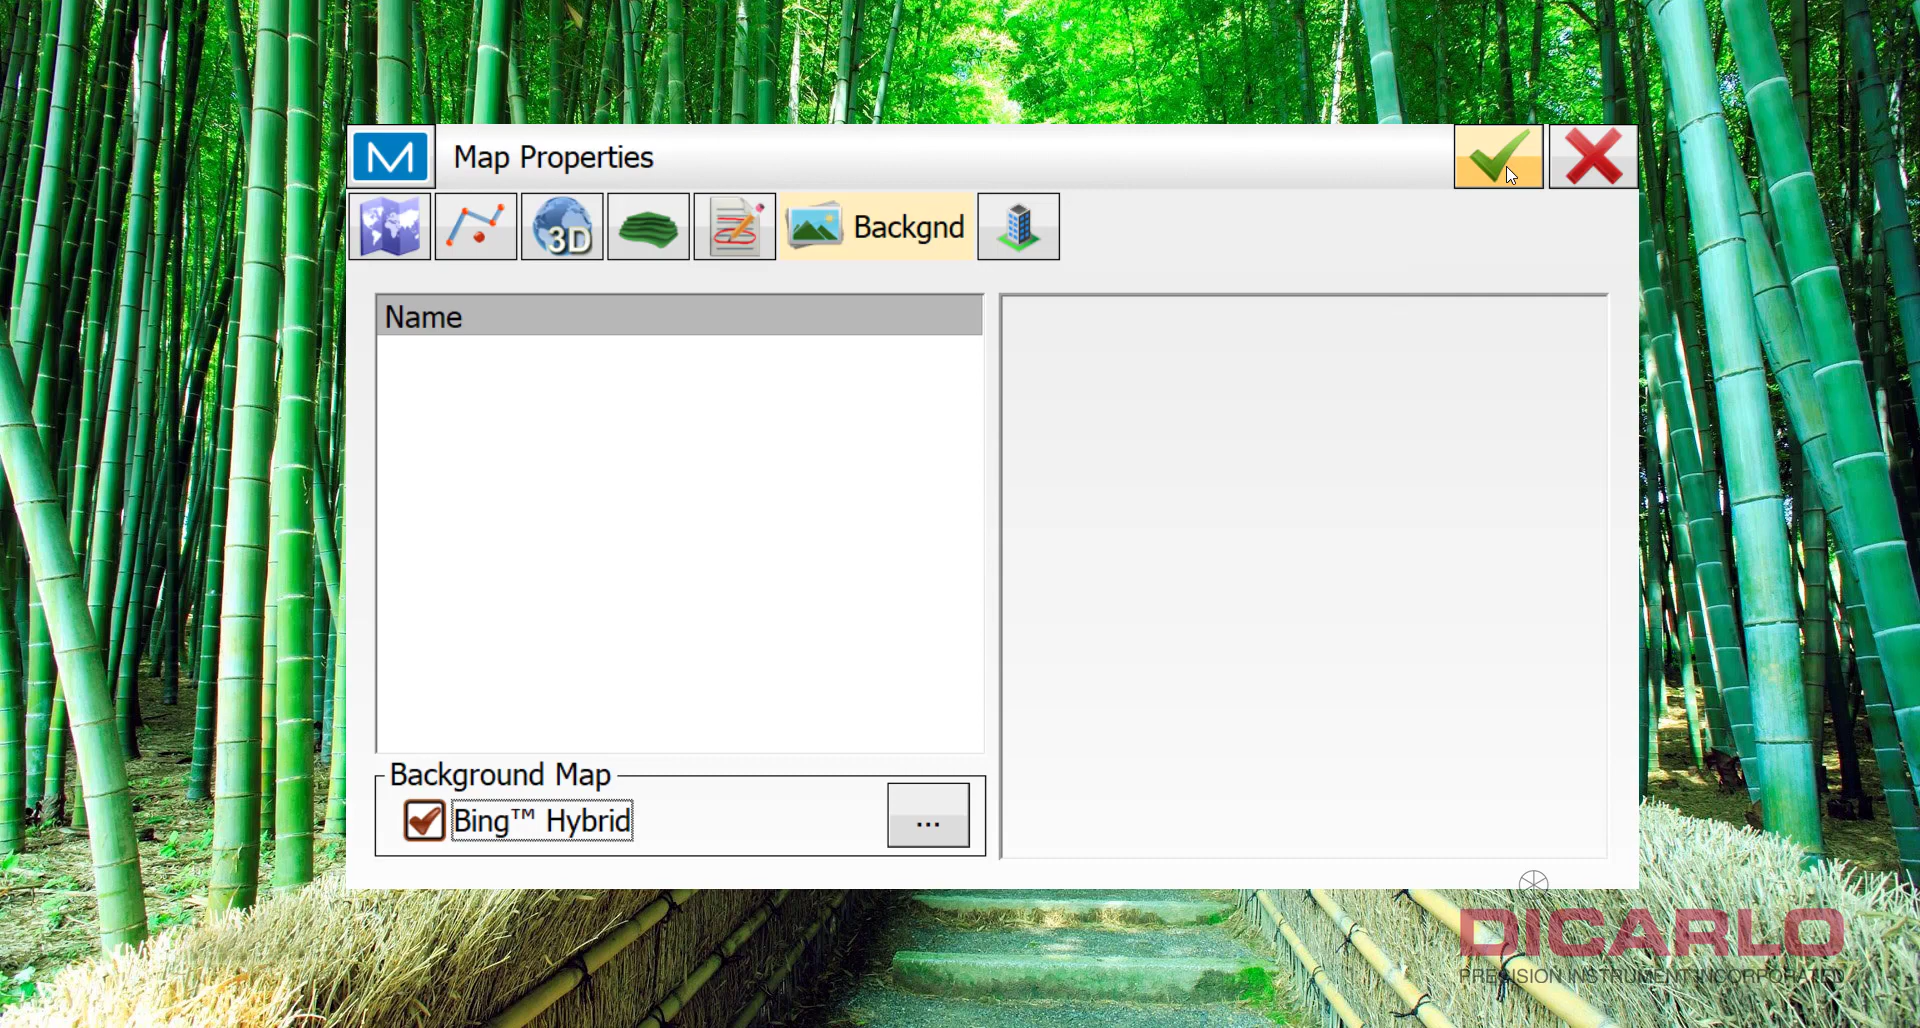 M
Map Properties
3D
Backgnd
Name
Background Map
Bing™ Hybrid
...
DICARLO
PRECISION INSTRUMENT INCORPORATED